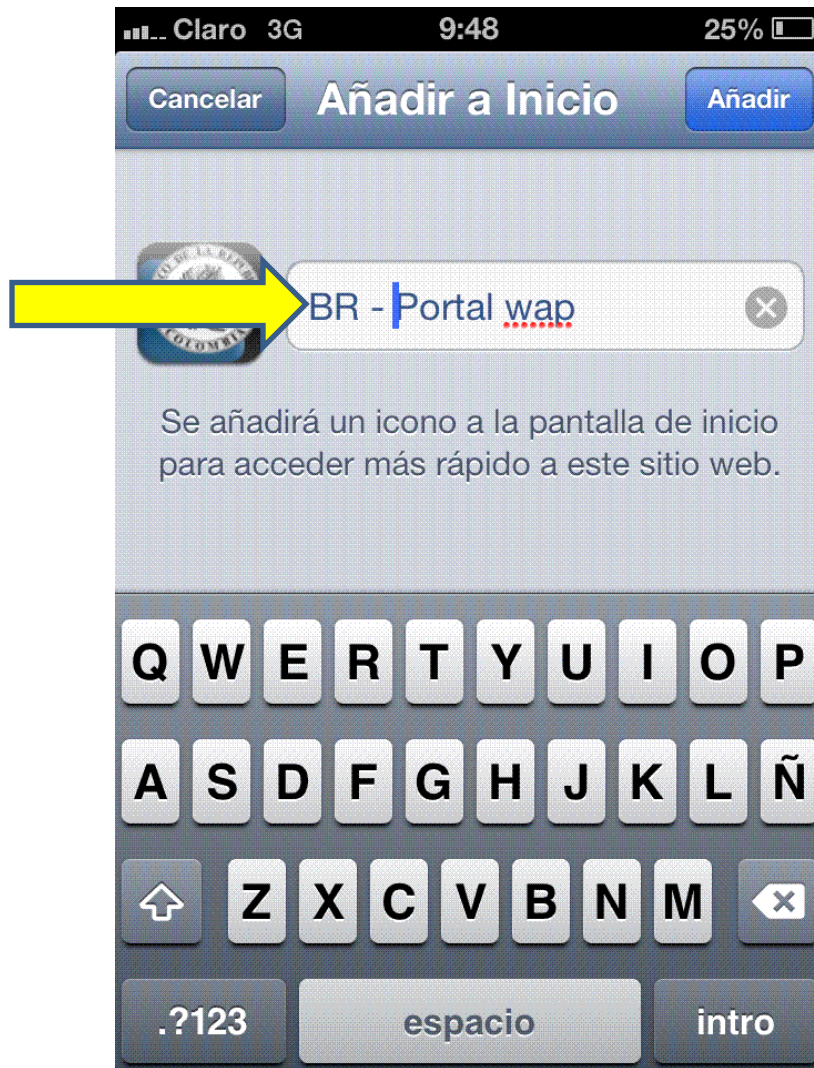 Claro 3G 9:48 25%
Cancelar Añadir a Inicio Añadir
BR - Portal wap
COLOMBIA
Se añadirá un icono a la pantalla de inicio
para acceder más rápido a este sitio web.
Q W E R T Y U I O P
A S D F G H J K L Ñ
Z X C V B N M
.?123 espacio intro